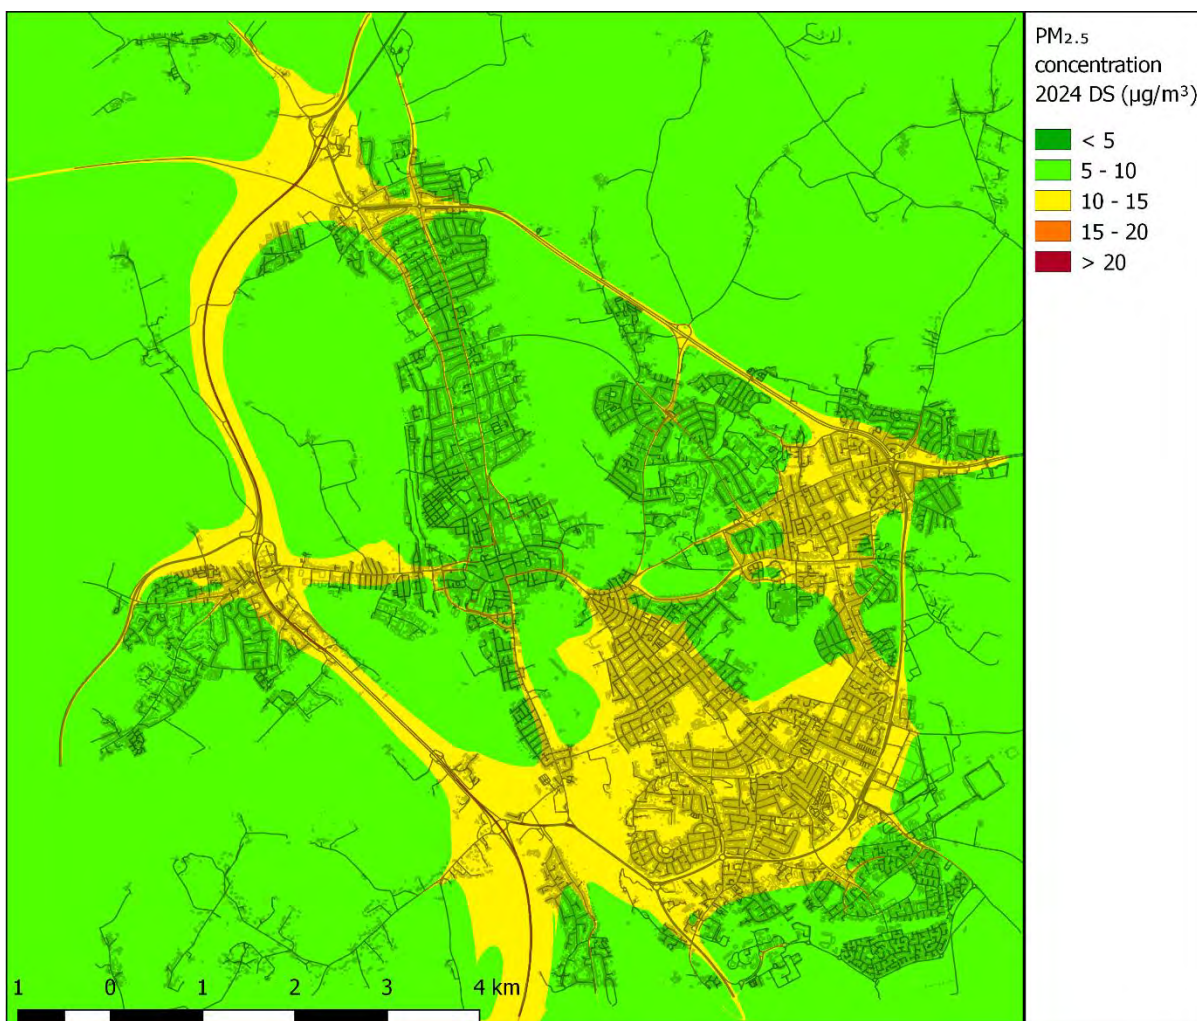 PM₂.₅
concentration
2024 DS (µg/m³)
< 5
5 - 10
10 - 15
15 - 20
> 20
1 0 1 2 3 4 km